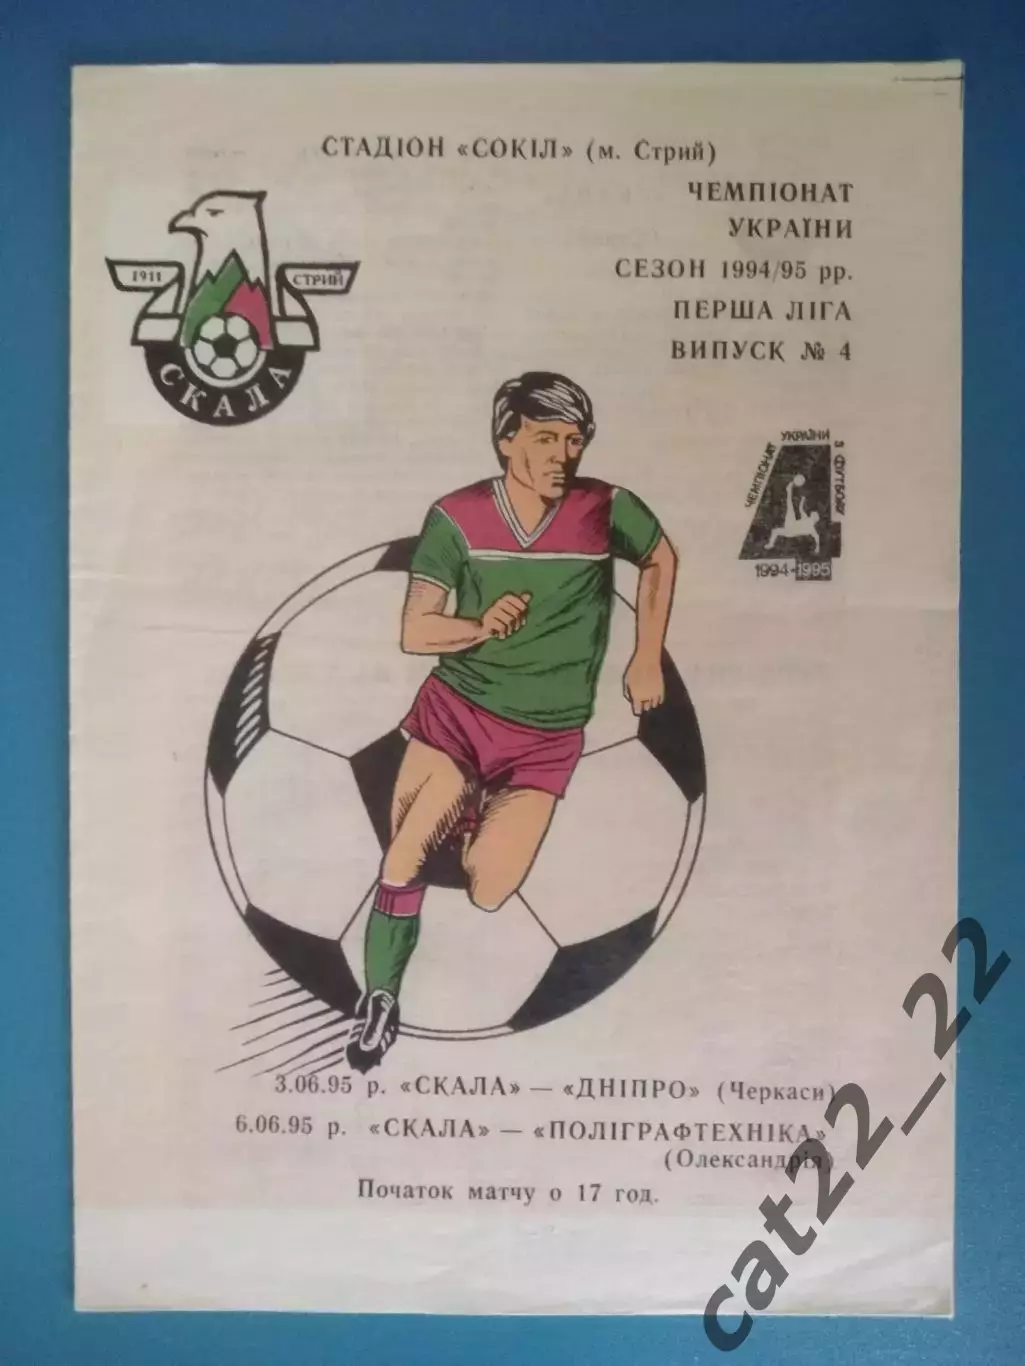 СТАДІОН «СОКІЛ» (м. Стрий)
ЧЕМПІОНАТ
УКРАЇНИ
СЕЗОН 1994/95 рр.
ПЕРША ЛІГА
ВИПУСК № 4
1911
СТРИЙ
СКАЛА
ЧЕМПІОНАТ УКРАЇНИ З ФУТБОЛУ
1994-1995
3.06.95 р. «СКАЛА» — «ДНІПРО» (Черкаси)
6.06.95 р. «СКАЛА» — «ПОЛІГРАФТЕХНІКА»
(Олександрія)
Початок матчу о 17 год.
cat22_22